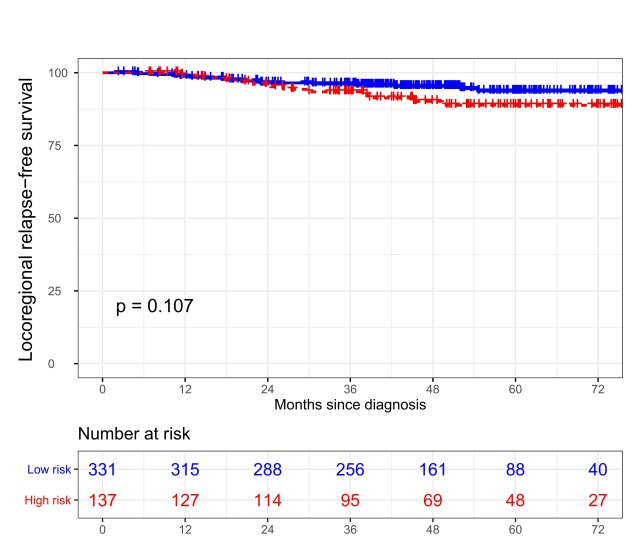 Locoregional relapse−free survival
100
75
50
25
0
p = 0.107
0 12 24 36 48 60 72
Months since diagnosis
Number at risk
Low risk 331 315 288 256 161 88 40
High risk 137 127 114 95 69 48 27
0 12 24 36 48 60 72